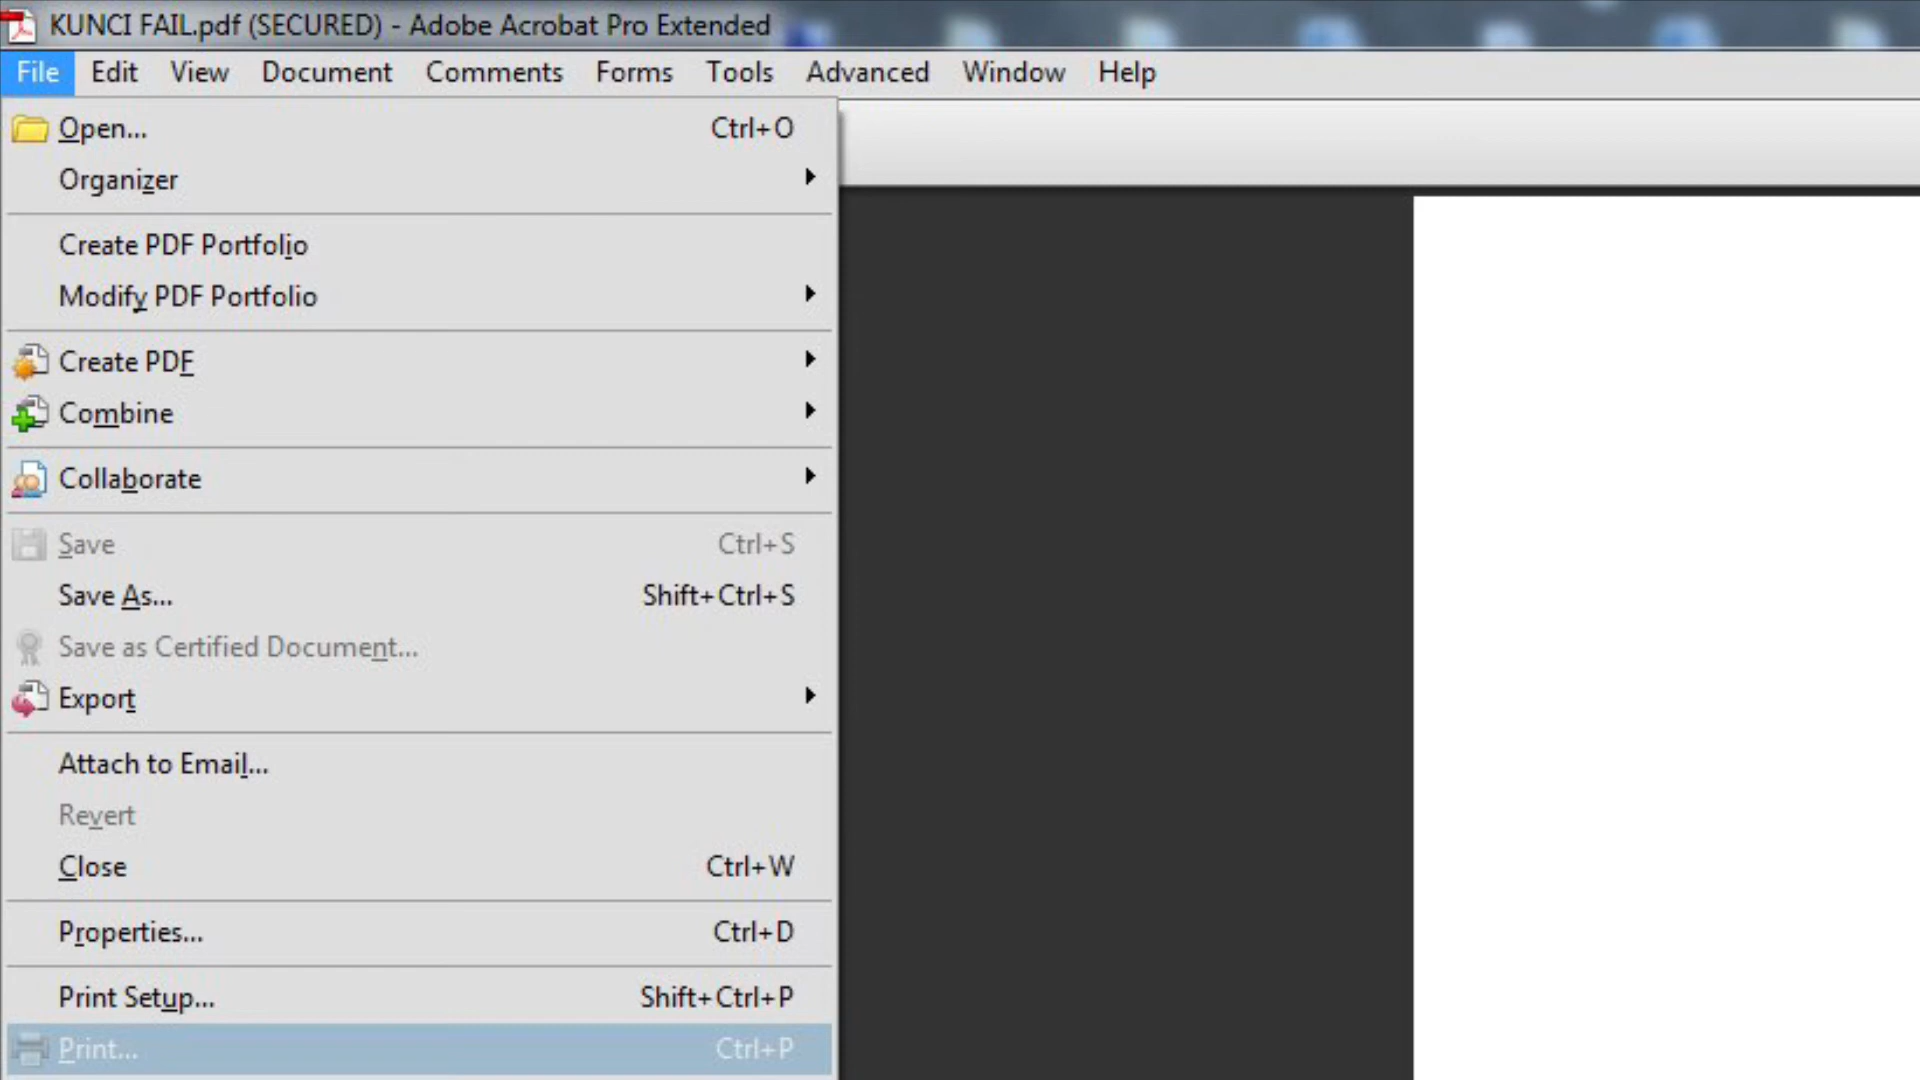 KUNCI FAIL.pdf (SECURED) - Adobe Acrobat Pro Extended
File Edit View Document Comments Forms Tools Advanced Window Help
Open... Ctrl+O
Organizer
Create PDF Portfolio
Modify PDF Portfolio
Create PDF
Combine
Collaborate
Save Ctrl+S
Save As... Shift+Ctrl+S
Save as Certified Document...
Export
Attach to Email...
Revert
Close Ctrl+W
Properties... Ctrl+D
Print Setup... Shift+Ctrl+P
Print... Ctrl+P